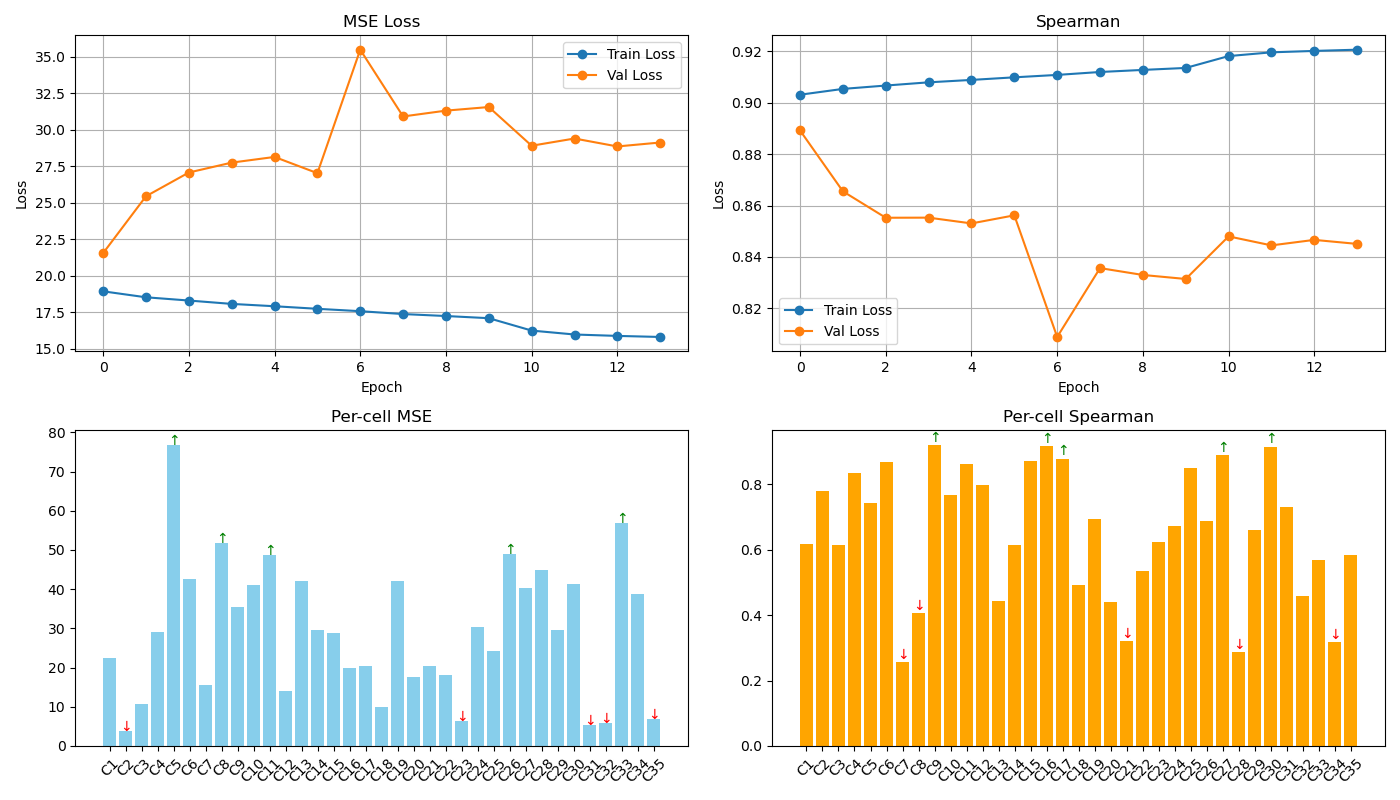 MSE Loss
35.0
32.5
30.0
27.5
25.0
22.5
20.0
17.5
15.0
Loss
Train Loss
Val Loss
0 2 4 6 8 10 12
Epoch
Spearman
0.92
0.90
0.88
0.86
0.84
0.82
Loss
Train Loss
Val Loss
0 2 4 6 8 10 12
Epoch
Per-cell MSE
80
70
60
50
40
30
20
10
0
↑ ↑ ↑ ↑ ↑
↓ ↓ ↓ ↓ ↓
C1 C2 C3 C4 C5 C6 C7 C8 C9 C10 C11 C12 C13 C14 C15 C16 C17 C18 C19 C20 C21 C22 C23 C24 C25 C26 C27 C28 C29 C30 C31 C32 C33 C34 C35
Per-cell Spearman
0.8
0.6
0.4
0.2
0.0
↑ ↑ ↑ ↑ ↑
↓ ↓ ↓ ↓ ↓
C1 C2 C3 C4 C5 C6 C7 C8 C9 C10 C11 C12 C13 C14 C15 C16 C17 C18 C19 C20 C21 C22 C23 C24 C25 C26 C27 C28 C29 C30 C31 C32 C33 C34 C35